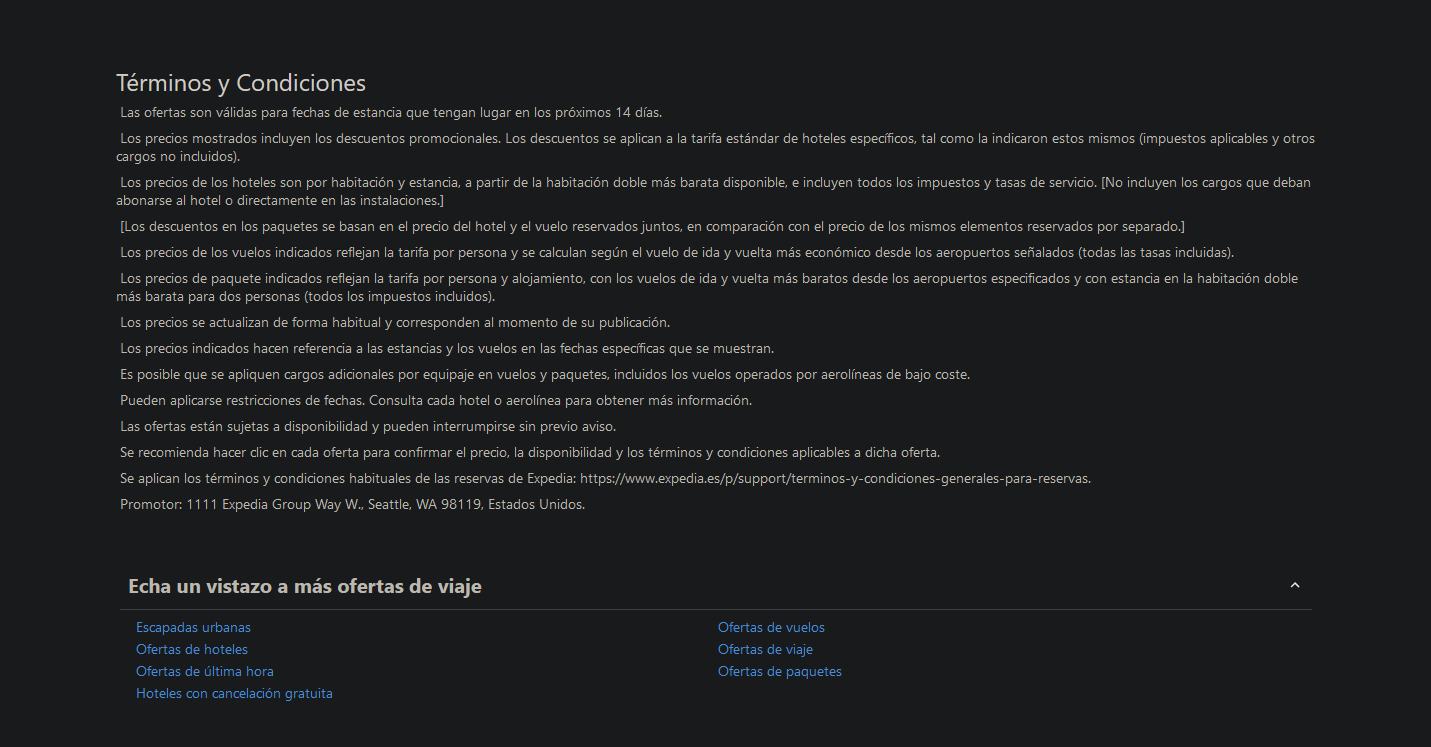 Términos y Condiciones
Las ofertas son válidas para fechas de estancia que tengan lugar en los próximos 14 días.
Los precios mostrados incluyen los descuentos promocionales. Los descuentos se aplican a la tarifa estándar de hoteles específicos, tal como la indicaron estos mismos (impuestos aplicables y otros
cargos no incluidos).
Los precios de los hoteles son por habitación y estancia, a partir de la habitación doble más barata disponible, e incluyen todos los impuestos y tasas de servicio. [No incluyen los cargos que deban
abonarse al hotel o directamente en las instalaciones.]
[Los descuentos en los paquetes se basan en el precio del hotel y el vuelo reservados juntos, en comparación con el precio de los mismos elementos reservados por separado.]
Los precios de los vuelos indicados reflejan la tarifa por persona y se calculan según el vuelo de ida y vuelta más económico desde los aeropuertos señalados (todas las tasas incluidas).
Los precios de paquete indicados reflejan la tarifa por persona y alojamiento, con los vuelos de ida y vuelta más baratos desde los aeropuertos especificados y con estancia en la habitación doble
más barata para dos personas (todos los impuestos incluidos).
Los precios se actualizan de forma habitual y corresponden al momento de su publicación.
Los precios indicados hacen referencia a las estancias y los vuelos en las fechas específicas que se muestran.
Es posible que se apliquen cargos adicionales por equipaje en vuelos y paquetes, incluidos los vuelos operados por aerolíneas de bajo coste.
Pueden aplicarse restricciones de fechas. Consulta cada hotel o aerolínea para obtener más información.
Las ofertas están sujetas a disponibilidad y pueden interrumpirse sin previo aviso.
Se recomienda hacer clic en cada oferta para confirmar el precio, la disponibilidad y los términos y condiciones aplicables a dicha oferta.
Se aplican los términos y condiciones habituales de las reservas de Expedia: https://www.expedia.es/p/support/terminos-y-condiciones-generales-para-reservas.
Promotor: 1111 Expedia Group Way W., Seattle, WA 98119, Estados Unidos.
Echa un vistazo a más ofertas de viaje
Escapadas urbanas
Ofertas de hoteles
Ofertas de última hora
Hoteles con cancelación gratuita
Ofertas de vuelos
Ofertas de viaje
Ofertas de paquetes